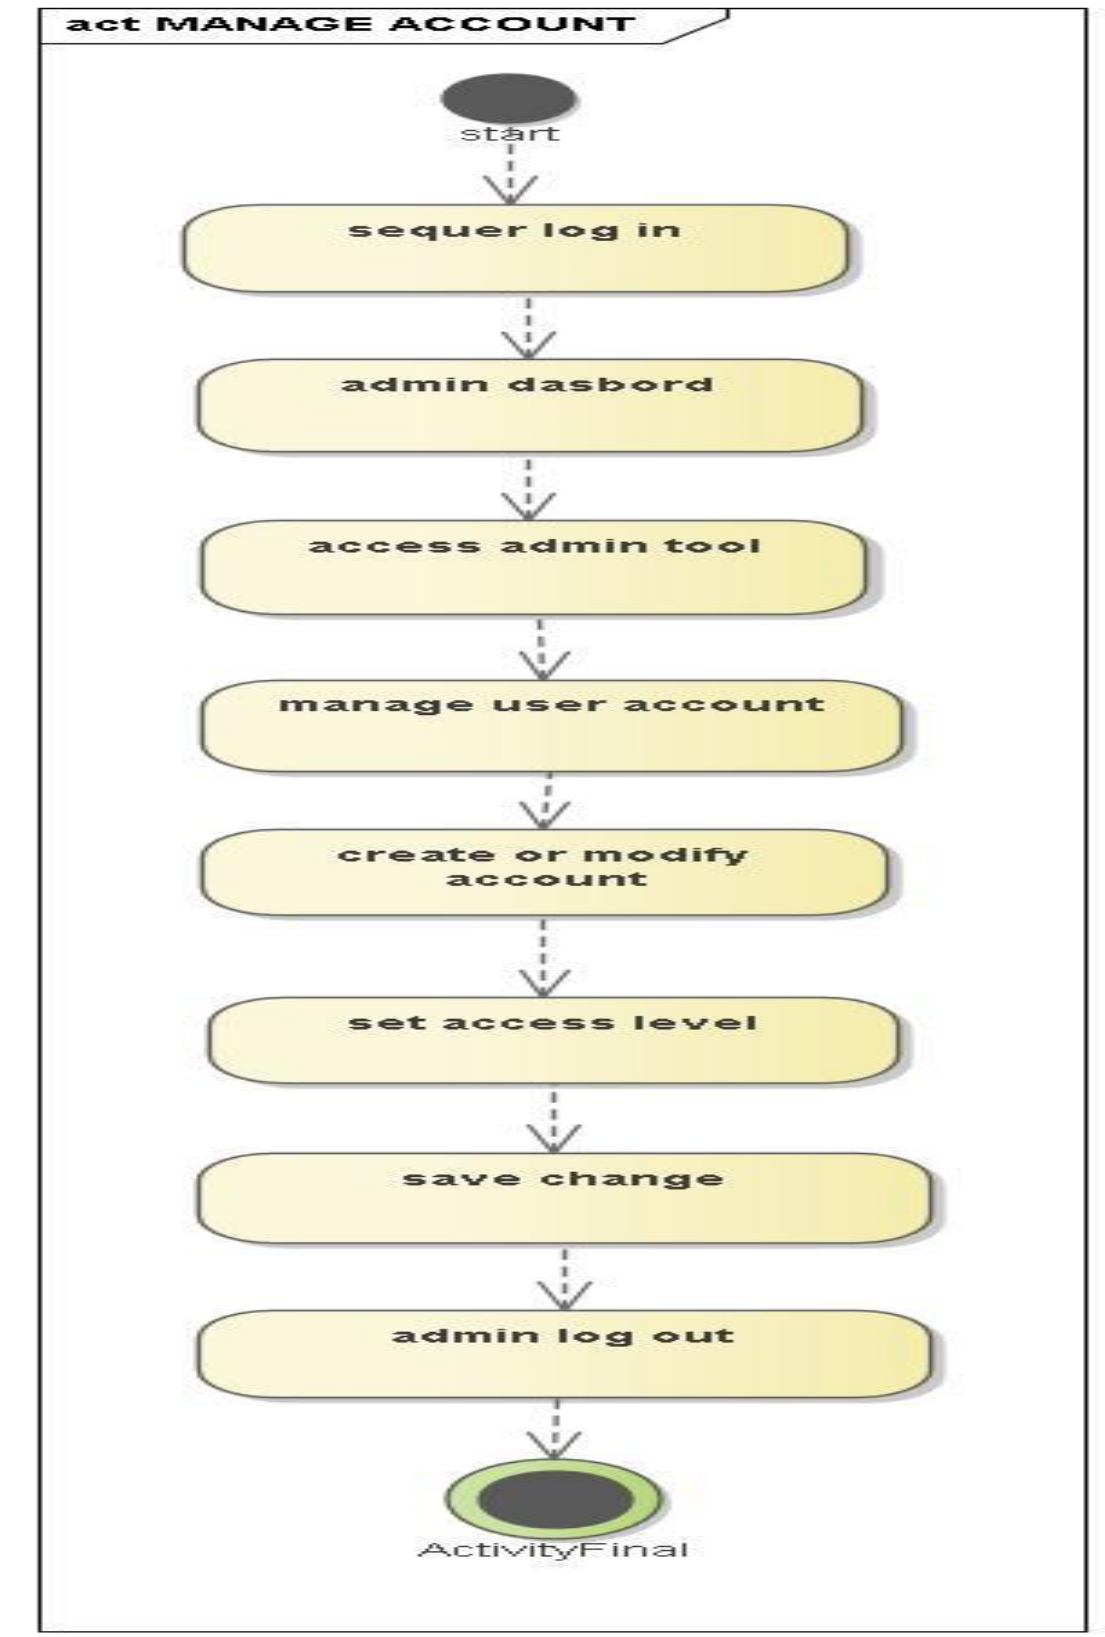 act MANAGE ACCOUNT
start
sequer log in
admin dasbord
access admin tool
manage user account
create or modify
account
set access level
save change
admin log out
ActivityFinal